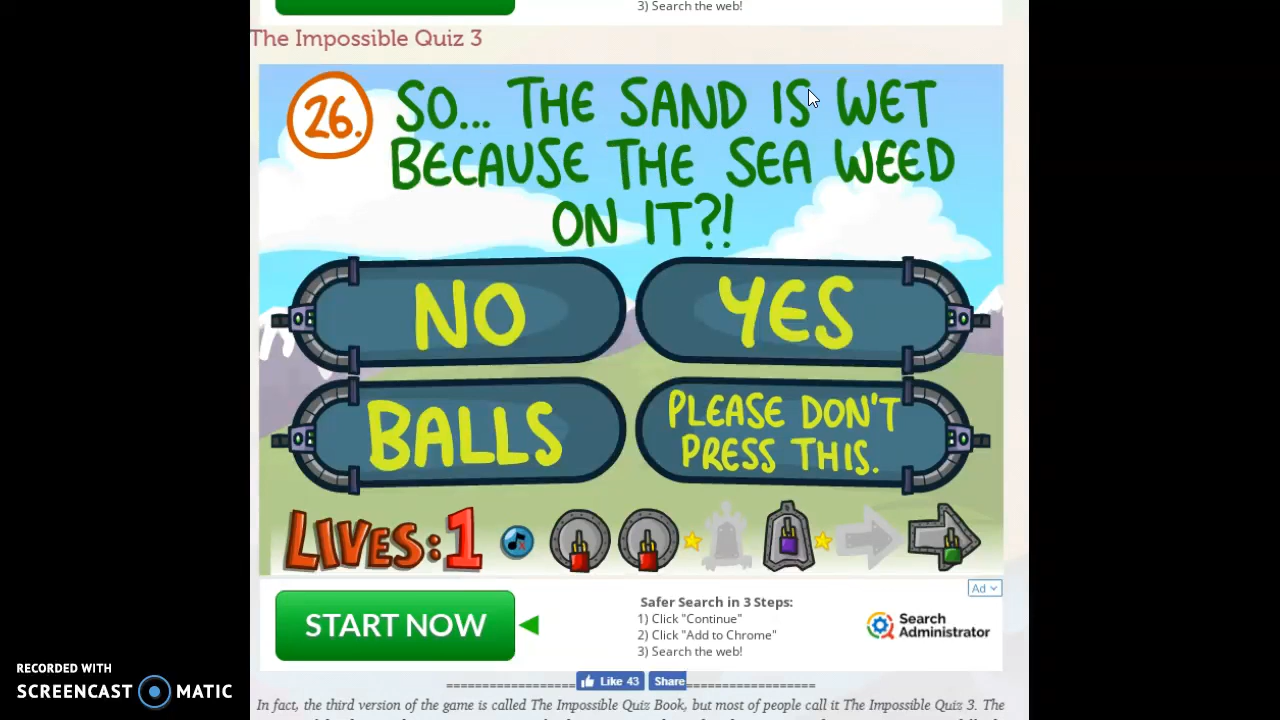 3) Search the web!
The Impossible Quiz 3
26. SO... THE SAND IS WET
BECAUSE THE SEA WEED
ON IT?!
NO
YES
BALLS
PLEASE DON'T
PRESS THIS.
LIVES:1
Ad
START NOW
Safer Search in 3 Steps:
1) Click "Continue"
2) Click "Add to Chrome"
3) Search the web!
Search
Administrator
==================
Like 43
Share
==================
In fact, the third version of the game is called The Impossible Quiz Book, but most of people call it The Impossible Quiz 3. The
RECORDED WITH
SCREENCAST MATIC